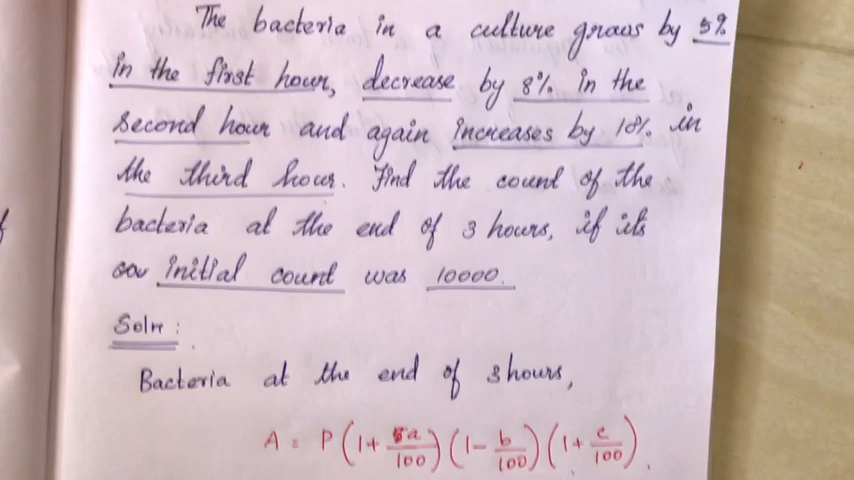 The bacteria in a culture grows by 5%
in the first hour, decrease by 8% in the
second hour and again increases by 10% in
the third hour. Find the count of the
bacteria at the end of 3 hours, if its
initial count was 10000.
Soln:
Bacteria at the end of 3 hours,
A = P(1 + a/100)(1 - b/100)(1 + c/100).